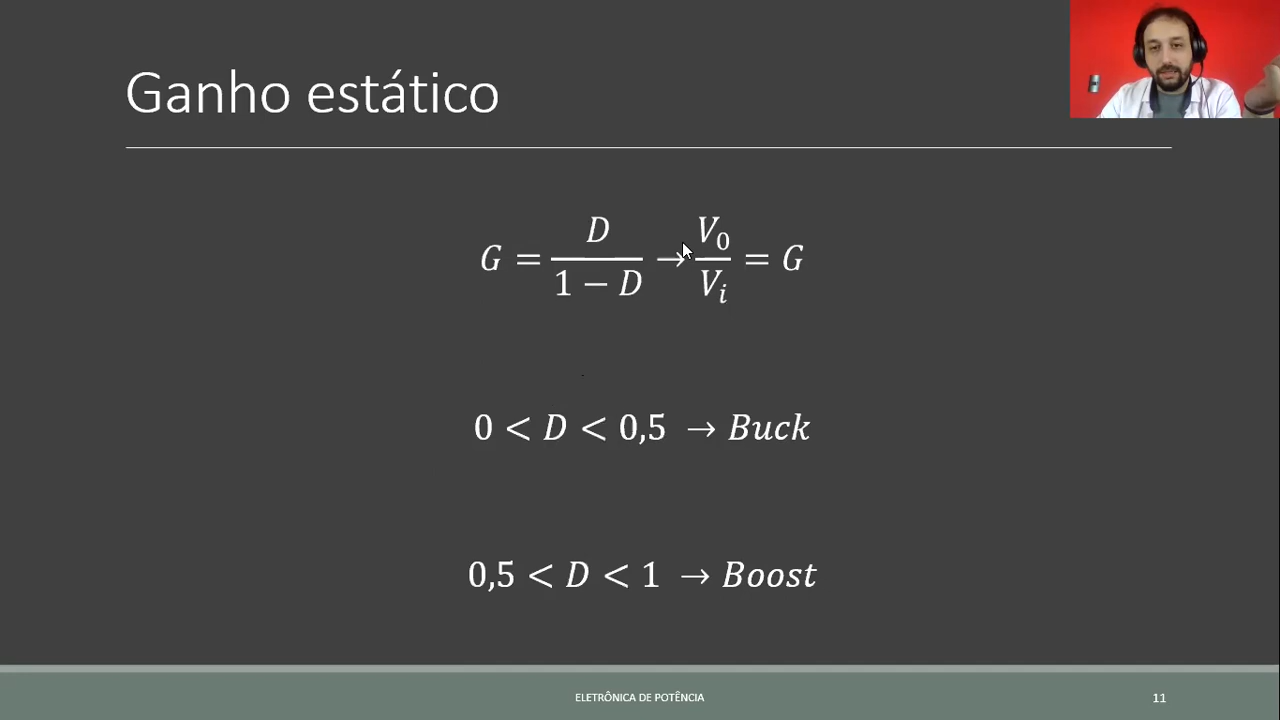 Ganho estático
G = D / (1 − D) → V₀ / Vᵢ = G
0 < D < 0,5 → Buck
0,5 < D < 1 → Boost
ELETRÔNICA DE POTÊNCIA
11